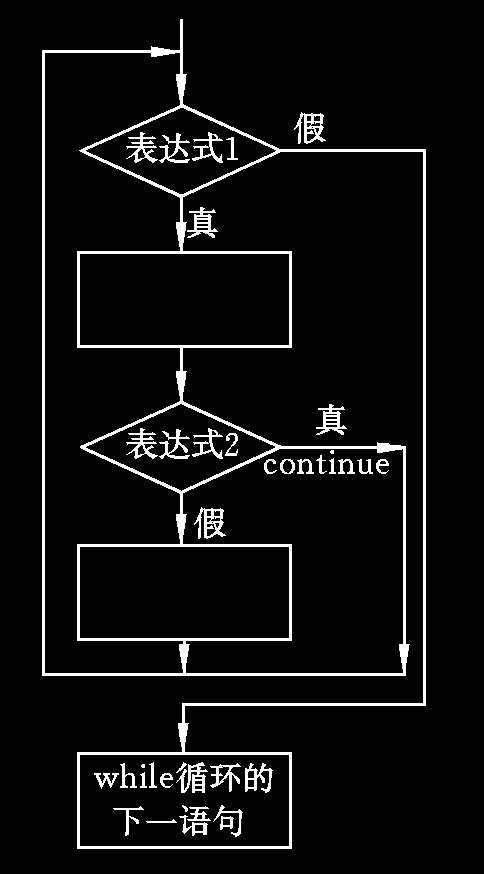 表达式1
假
真
表达式2
真
continue
假
while循环的
下一语句